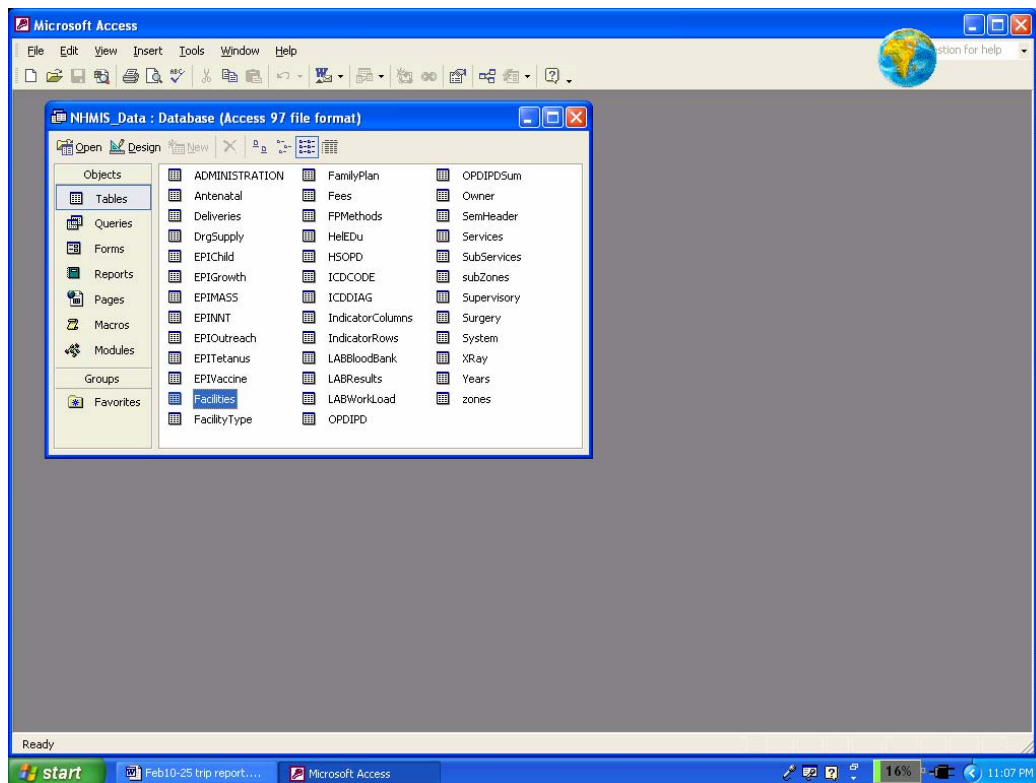 Microsoft Access
File Edit View Insert Tools Window Help
stion for help
NHMIS_Data : Database (Access 97 file format)
Open Design New
Objects
Tables
Queries
Forms
Reports
Pages
Macros
Modules
Groups
Favorites
ADMINISTRATION
Antenatal
Deliveries
DrgSupply
EPIChild
EPIGrowth
EPIMASS
EPINNT
EPIOutreach
EPITetanus
EPIVaccine
Facilities
FacilityType
FamilyPlan
Fees
FPMethods
HelEDu
HSOPD
ICDCODE
ICDDIAG
IndicatorColumns
IndicatorRows
LABBloodBank
LABResults
LABWorkLoad
OPDIPD
OPDIPDSum
Owner
SemHeader
Services
SubServices
subZones
Supervisory
Surgery
System
XRay
Years
zones
Ready
start Feb10-25 trip report.... Microsoft Access 16% 11:07 PM